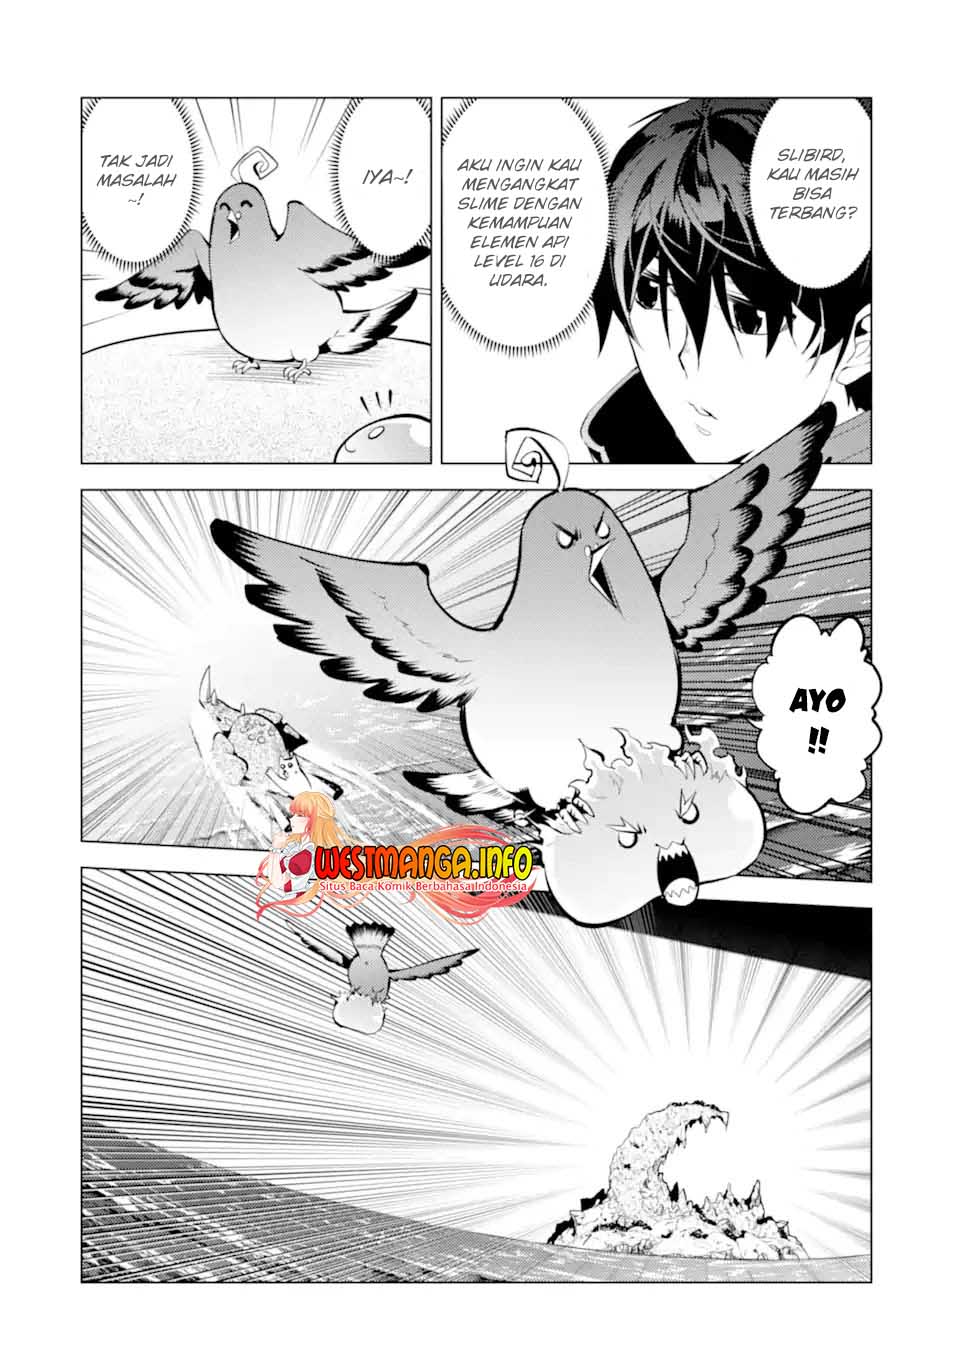 SLIBIRD,
KAU MASIH
BISA
TERBANG?
AKU INGIN KAU
MENGANGKAT
SLIME DENGAN
KEMAMPUAN
ELEMEN API
LEVEL 16 DI
UDARA.
IYA~!
TAK JADI
MASALAH
~!
AYO
!!
WESTMANGA.INFO
Situs Baca Komik Berbahasa Indonesia